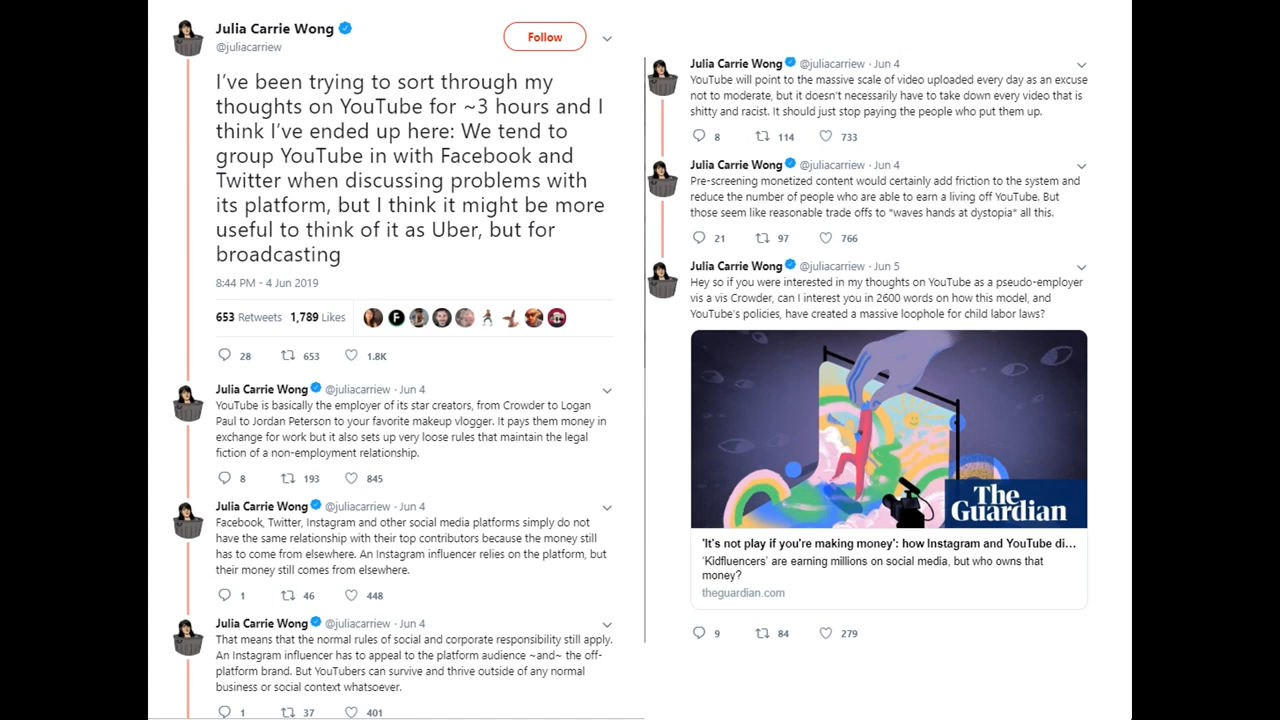 Julia Carrie Wong
@juliacarriew
Follow
I've been trying to sort through my
thoughts on YouTube for ~3 hours and I
think I've ended up here: We tend to
group YouTube in with Facebook and
Twitter when discussing problems with
its platform, but I think it might be more
useful to think of it as Uber, but for
broadcasting
8:44 PM - 4 Jun 2019
653 Retweets 1,789 Likes
28 653 1.8K
Julia Carrie Wong @juliacarriew · Jun 4
YouTube is basically the employer of its star creators, from Crowder to Logan
Paul to Jordan Peterson to your favorite makeup vlogger. It pays them money in
exchange for work but it also sets up very loose rules that maintain the legal
fiction of a non-employment relationship.
8 193 845
Julia Carrie Wong @juliacarriew · Jun 4
Facebook, Twitter, Instagram and other social media platforms simply do not
have the same relationship with their top contributors because the money still
has to come from elsewhere. An Instagram influencer relies on the platform, but
their money still comes from elsewhere.
1 46 448
Julia Carrie Wong @juliacarriew · Jun 4
That means that the normal rules of social and corporate responsibility still apply.
An Instagram influencer has to appeal to the platform audience ~and~ the off-
platform brand. But YouTubers can survive and thrive outside of any normal
business or social context whatsoever.
1 37 401
Julia Carrie Wong @juliacarriew · Jun 4
YouTube will point to the massive scale of video uploaded every day as an excuse
not to moderate, but it doesn't necessarily have to take down every video that is
shitty and racist. It should just stop paying the people who put them up.
8 114 733
Julia Carrie Wong @juliacarriew · Jun 4
Pre-screening monetized content would certainly add friction to the system and
reduce the number of people who are able to earn a living off YouTube. But
those seem like reasonable trade offs to *waves hands at dystopia* all this.
21 97 766
Julia Carrie Wong @juliacarriew · Jun 5
Hey so if you were interested in my thoughts on YouTube as a pseudo-employer
vis a vis Crowder, can I interest you in 2600 words on how this model, and
YouTube's policies, have created a massive loophole for child labor laws?
The
Guardian
'It's not play if you're making money': how Instagram and YouTube di...
'Kidfluencers' are earning millions on social media, but who owns that
money?
theguardian.com
9 84 279